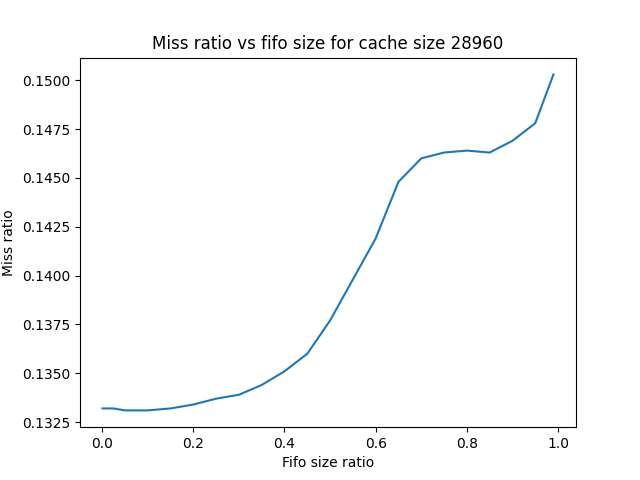 Miss ratio vs fifo size for cache size 28960
0.1500
0.1475
0.1450
0.1425
0.1400
0.1375
0.1350
0.1325
Miss ratio
0.0 0.2 0.4 0.6 0.8 1.0
Fifo size ratio